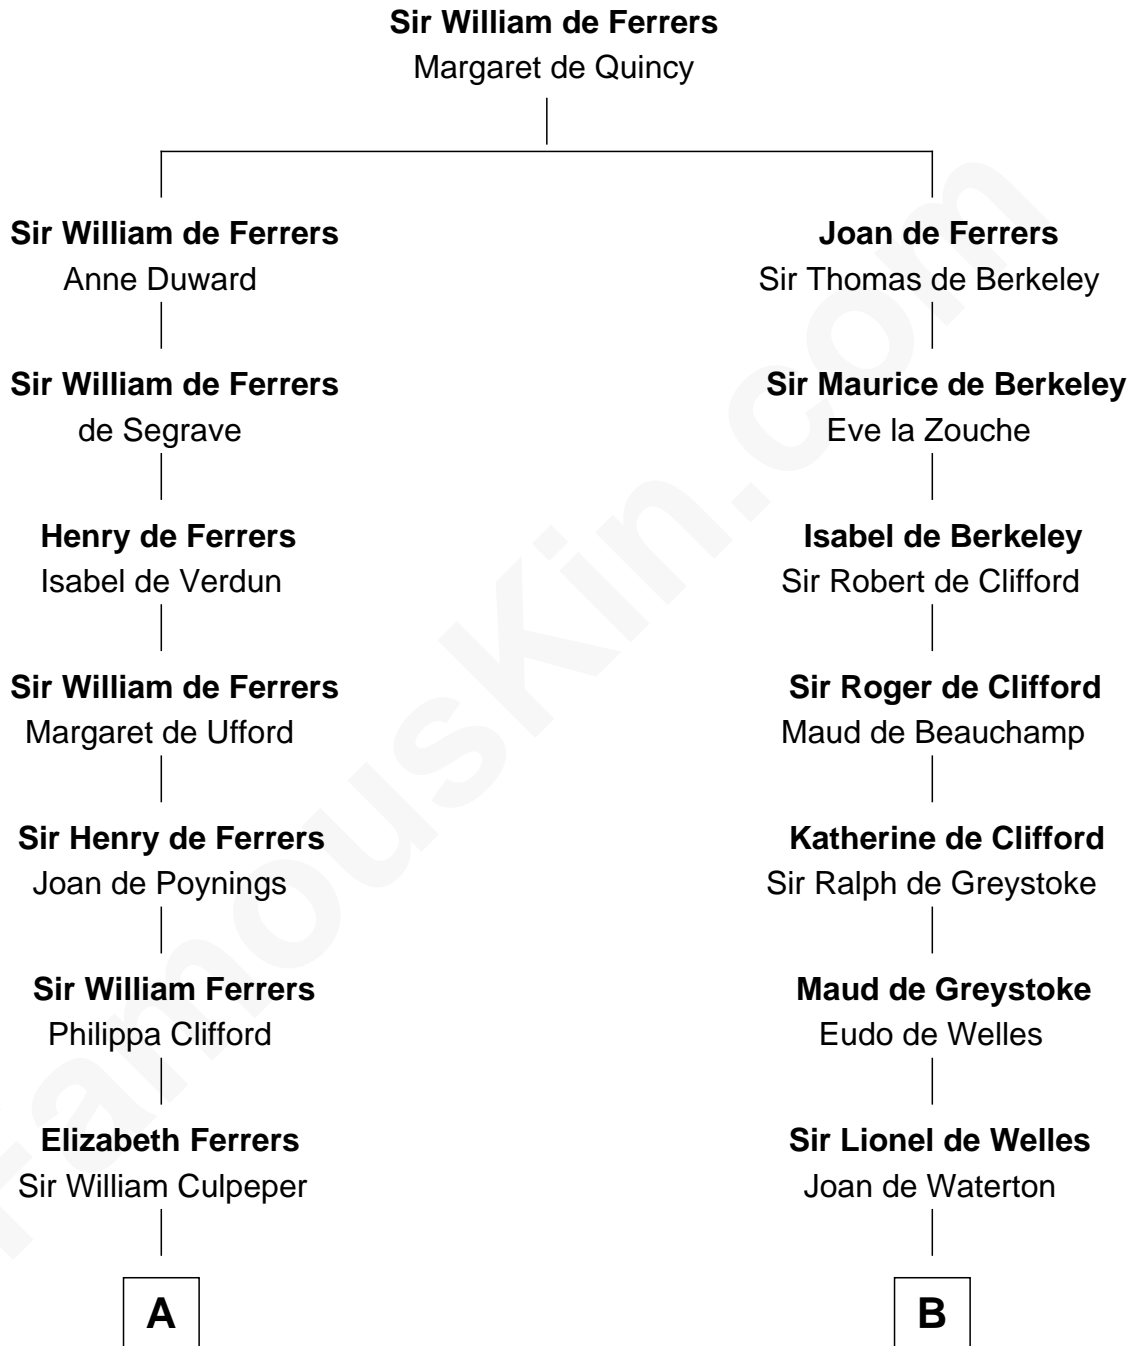 Sir William de Ferrers
Margaret de Quincy
Sir William de Ferrers
Anne Duward
Joan de Ferrers
Sir Thomas de Berkeley
Sir William de Ferrers
de Segrave
Sir Maurice de Berkeley
Eve la Zouche
Henry de Ferrers
Isabel de Verdun
Isabel de Berkeley
Sir Robert de Clifford
Sir William de Ferrers
Margaret de Ufford
Sir Roger de Clifford
Maud de Beauchamp
Sir Henry de Ferrers
Joan de Poynings
Katherine de Clifford
Sir Ralph de Greystoke
Sir William Ferrers
Philippa Clifford
Maud de Greystoke
Eudo de Welles
Elizabeth Ferrers
Sir William Culpeper
Sir Lionel de Welles
Joan de Waterton
A
B
FamousKin.com